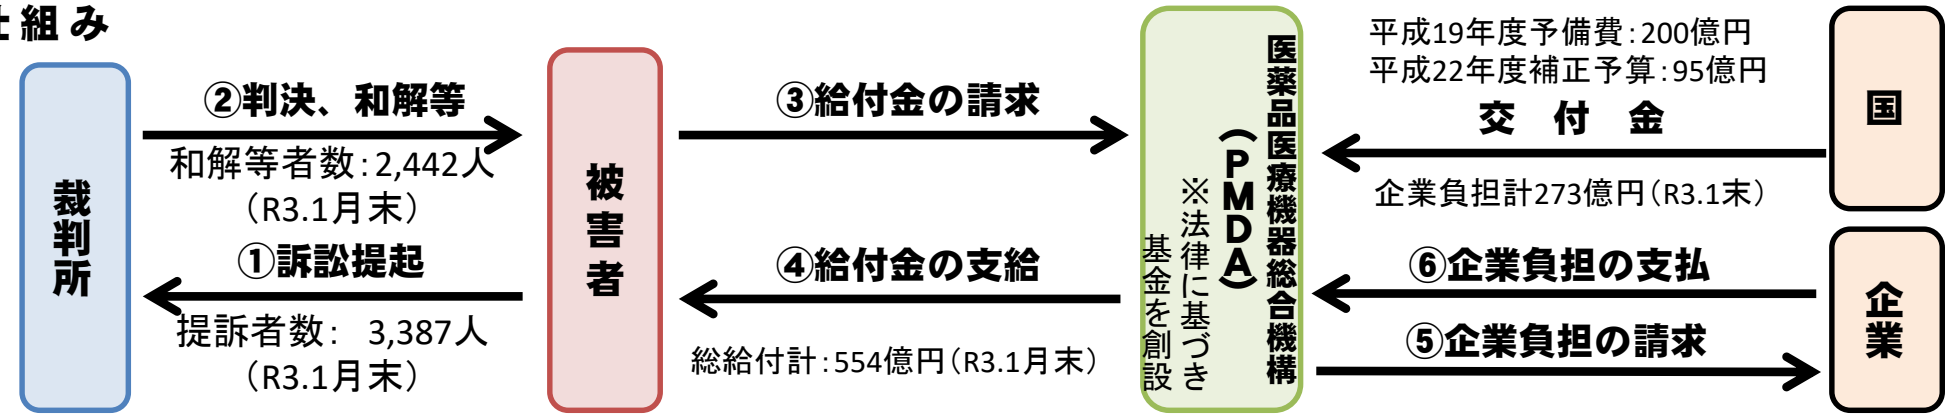 組み
裁判所
②判決、和解等
和解等者数：2,442人
（R3.1月末）
①訴訟提起
提訴者数： 3,387人
（R3.1月末）
被害者
③給付金の請求
④給付金の支給
総給付計：554億円（R3.1月末）
医薬品医療機器総合機構
（PMDA）
※法律に基づき
基金を創設
平成19年度予備費：200億円
平成22年度補正予算：95億円
交 付 金
企業負担計273億円（R3.1末）
⑥企業負担の支払
⑤企業負担の請求
国
企業